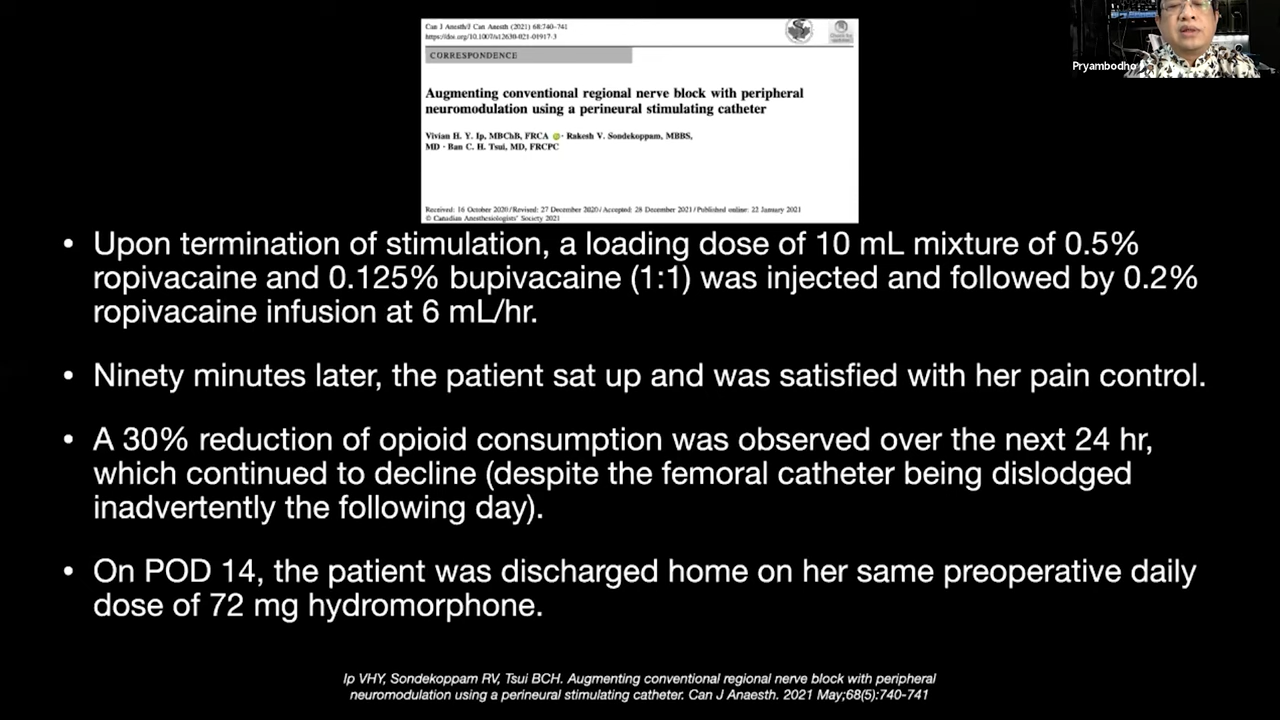 Can J Anesth/J Can Anesth (2021) 68:740–741
https://doi.org/10.1007/s12630-021-01917-3
CORRESPONDENCE
Augmenting conventional regional nerve block with peripheral
neuromodulation using a perineural stimulating catheter
Vivian H. Y. Ip, MBChB, FRCA · Rakesh V. Sondekoppam, MBBS,
MD · Ban C. H. Tsui, MD, FRCPC
Received: 16 October 2020 / Revised: 27 December 2020 / Accepted: 28 December 2021 / Published online: 22 January 2021
© Canadian Anesthesiologists' Society 2021
Pryambodho
• Upon termination of stimulation, a loading dose of 10 mL mixture of 0.5%
ropivacaine and 0.125% bupivacaine (1:1) was injected and followed by 0.2%
ropivacaine infusion at 6 mL/hr.
• Ninety minutes later, the patient sat up and was satisfied with her pain control.
• A 30% reduction of opioid consumption was observed over the next 24 hr,
which continued to decline (despite the femoral catheter being dislodged
inadvertently the following day).
• On POD 14, the patient was discharged home on her same preoperative daily
dose of 72 mg hydromorphone.
Ip VHY, Sondekoppam RV, Tsui BCH. Augmenting conventional regional nerve block with peripheral
neuromodulation using a perineural stimulating catheter. Can J Anaesth. 2021 May;68(5):740-741